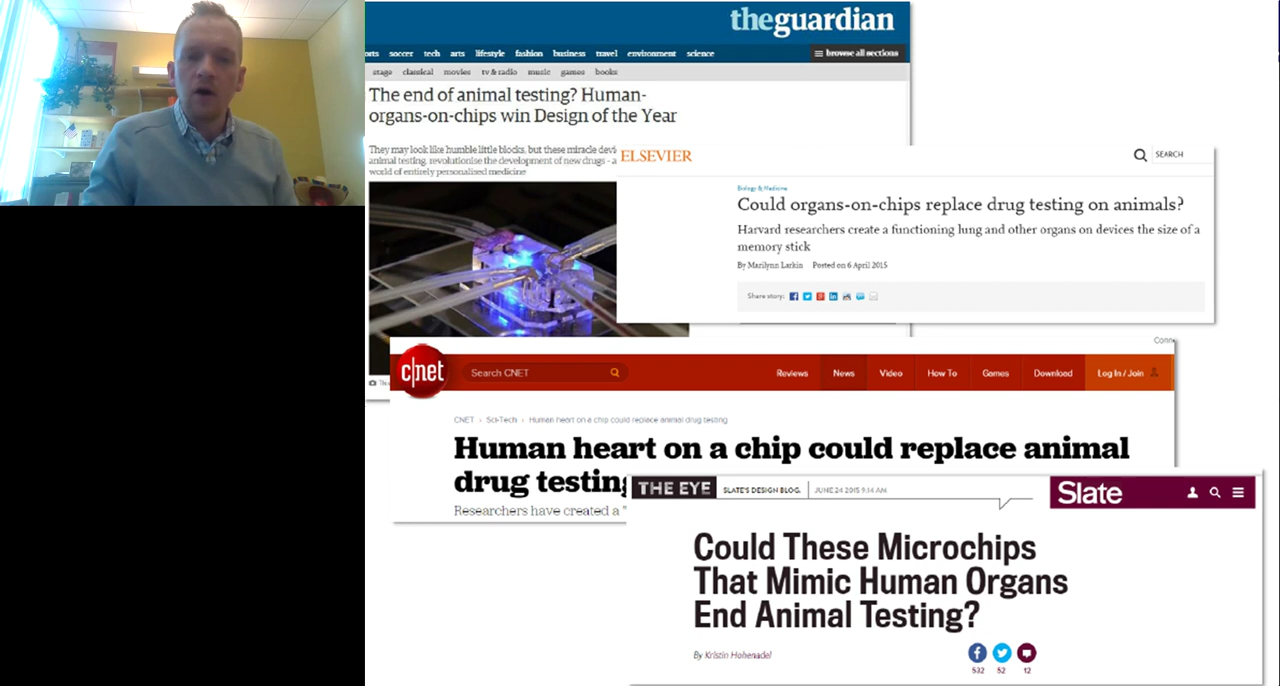 theguardian
orts soccer tech arts lifestyle fashion business travel environment science browse all sections
stage classical movies tv & radio music games books
The end of animal testing? Human-
organs-on-chips win Design of the Year
They may look like humble little blocks, but these miracle devi
animal testing, revolutionise the development of new drugs - a
world of entirely personalised medicine
ELSEVIER
SEARCH
Biology & Medicine
Could organs-on-chips replace drug testing on animals?
Harvard researchers create a functioning lung and other organs on devices the size of a
memory stick
By Marilynn Larkin Posted on 6 April 2015
Share story:
Conn
c|net
Search CNET
Reviews News Video How To Games Download Log In / Join
CNET › Sci-Tech › Human heart on a chip could replace animal drug testing
Human heart on a chip could replace animal
drug testing
Researchers have created a "
THE EYE SLATE'S DESIGN BLOG. JUNE 24 2015 9:14 AM
Slate
Could These Microchips
That Mimic Human Organs
End Animal Testing?
By Kristin Hohenadel
532 52 12